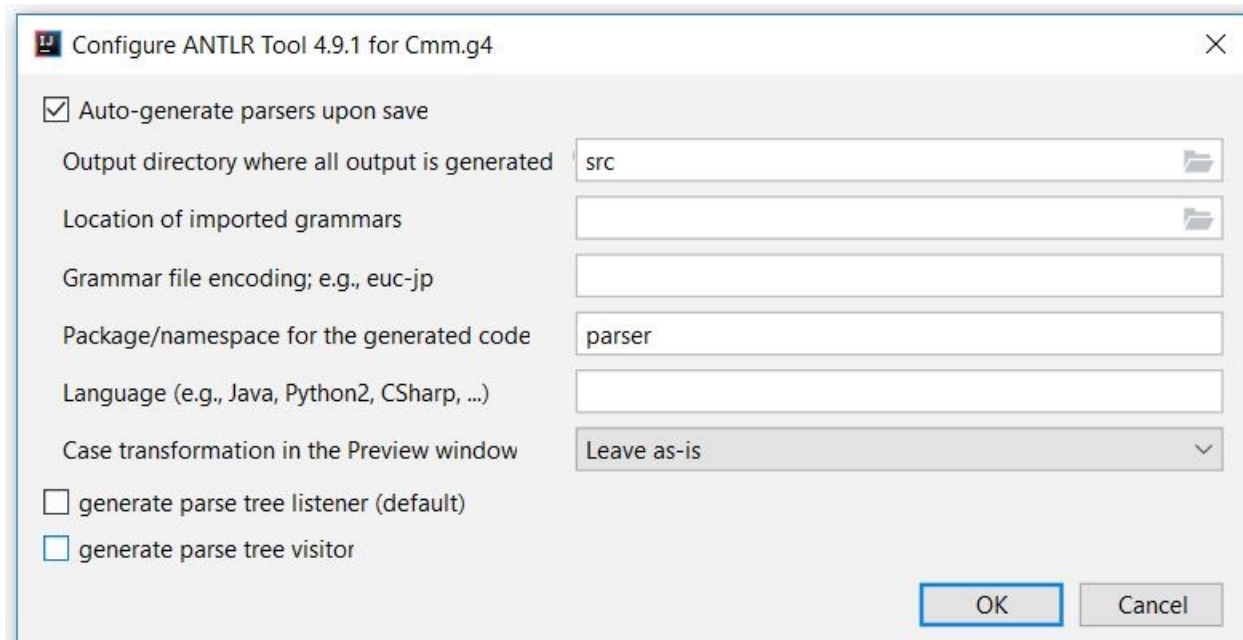 Configure ANTLR Tool 4.9.1 for Cmm.g4
Auto-generate parsers upon save
Output directory where all output is generated src
Location of imported grammars
Grammar file encoding; e.g., euc-jp
Package/namespace for the generated code parser
Language (e.g., Java, Python2, CSharp, ...)
Case transformation in the Preview window Leave as-is
generate parse tree listener (default)
generate parse tree visitor
OK Cancel